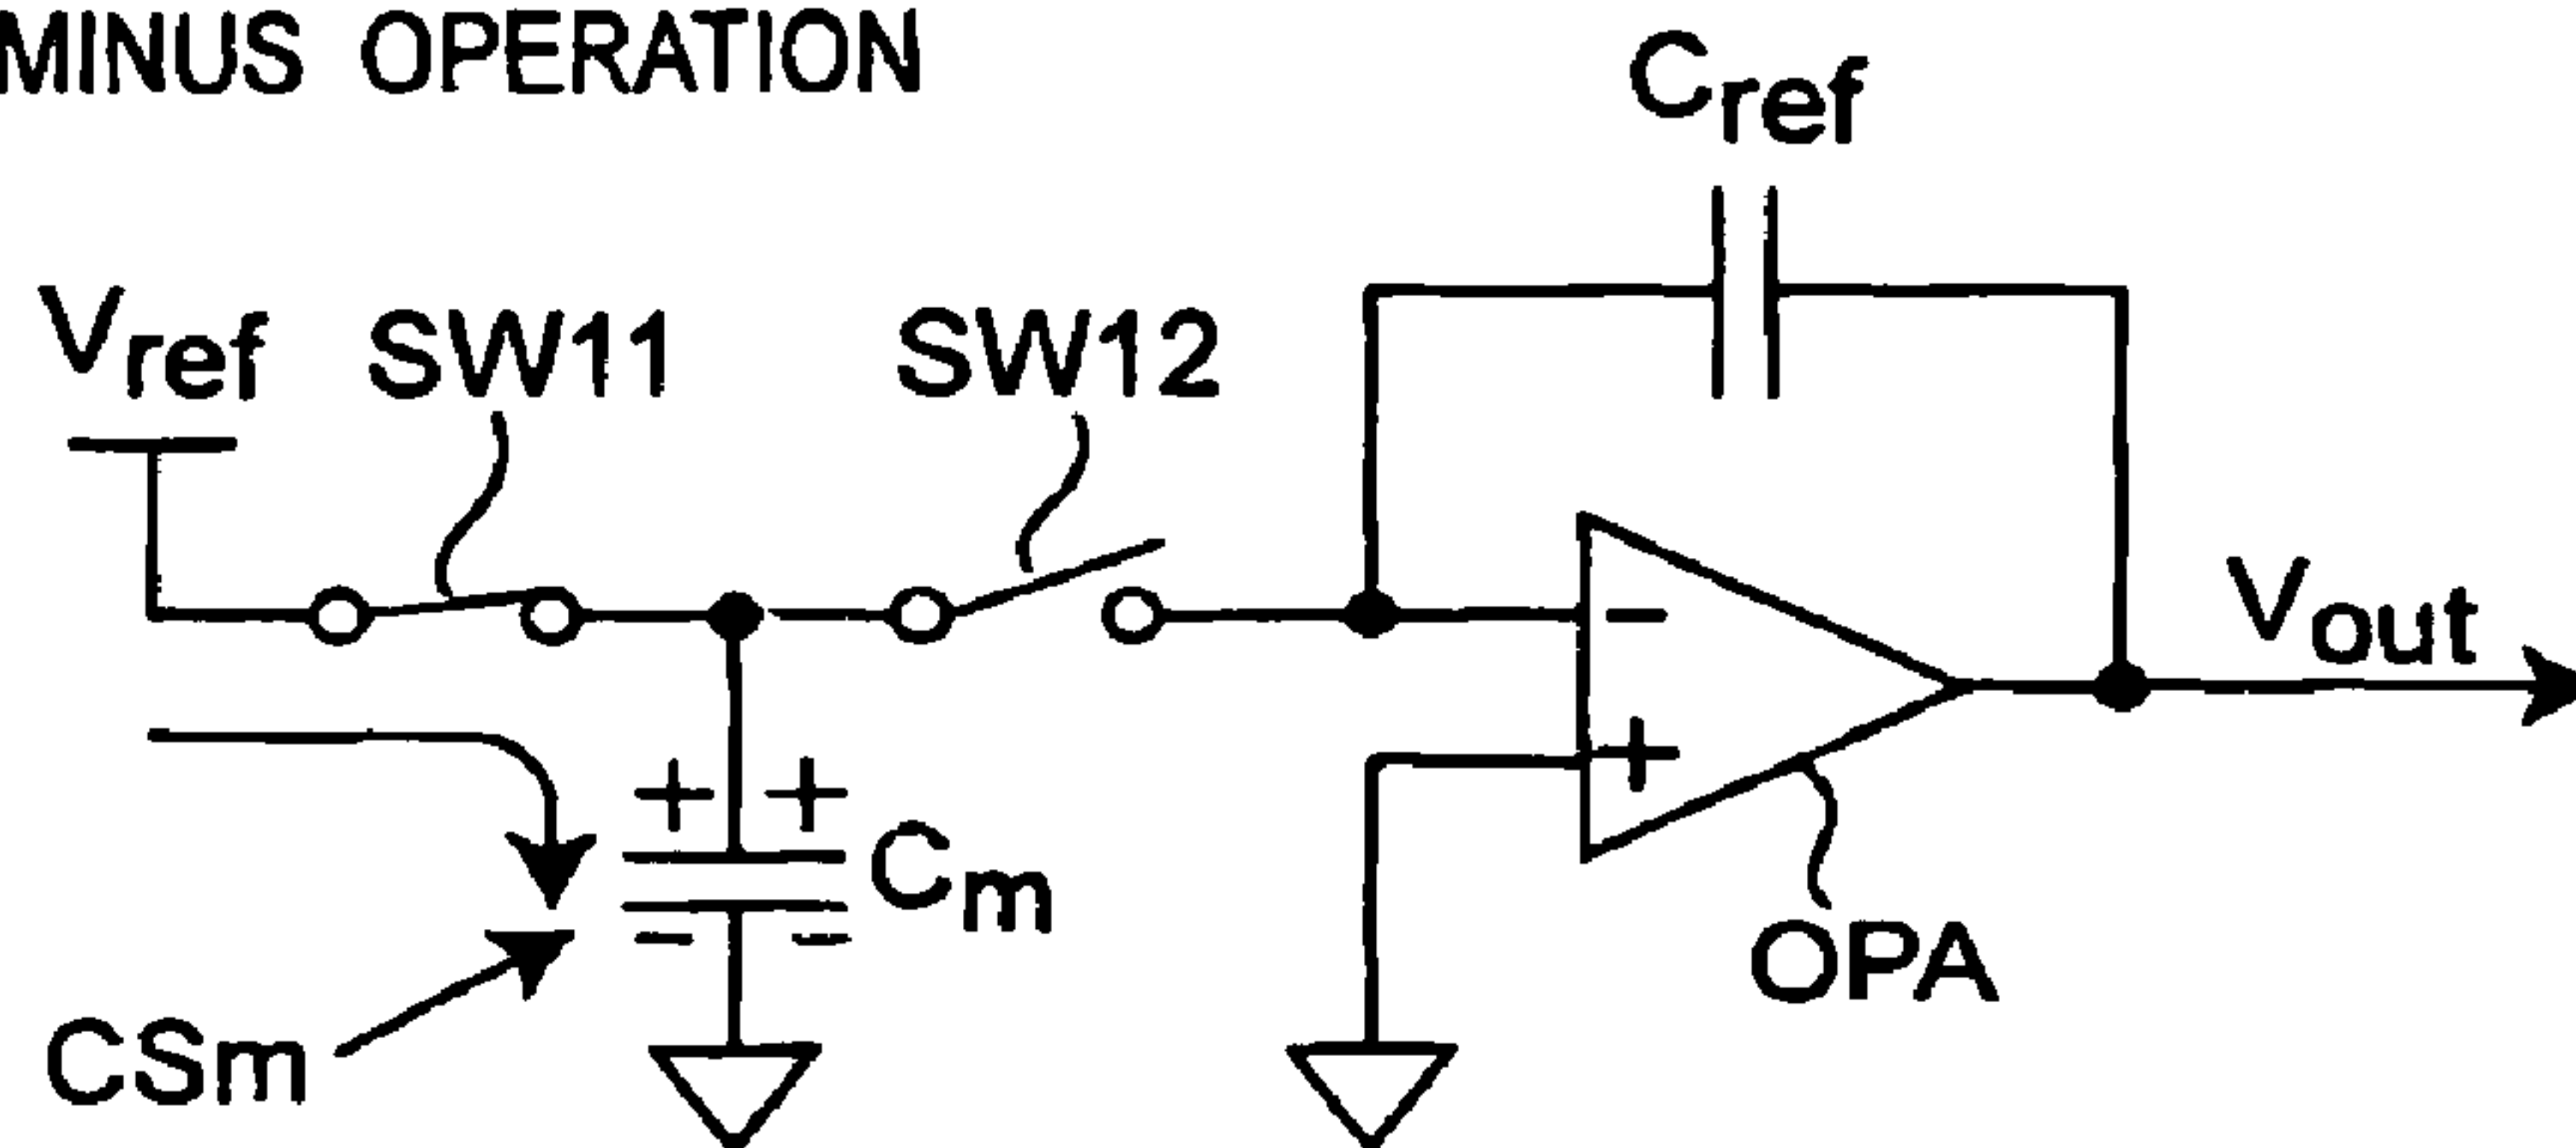 MINUS OPERATION
Cref
Vref
SW11
SW12
Vout
+ +
Cm
- -
-
+
OPA
CSm